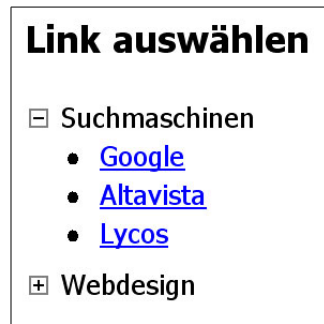 Link auswählen
Suchmaschinen
Google
Altavista
Lycos
Webdesign